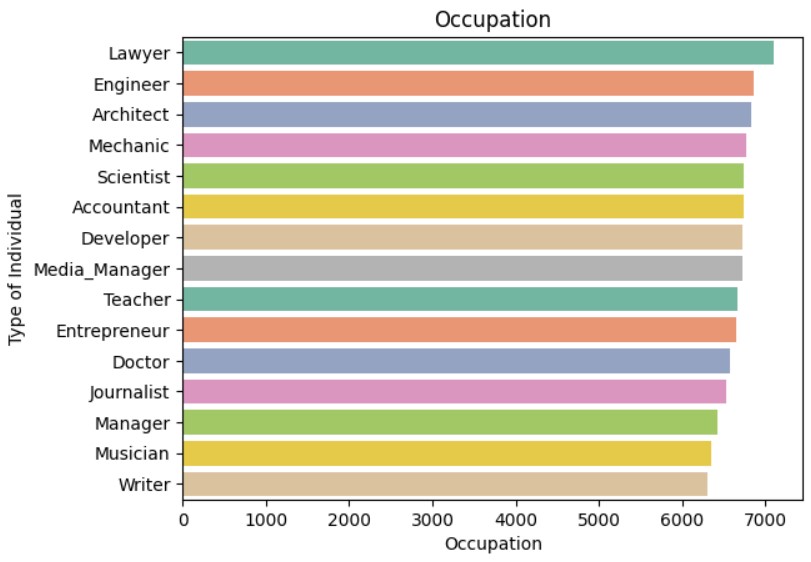 Occupation
Lawyer
Engineer
Architect
Mechanic
Scientist
Accountant
Developer
Media_Manager
Teacher
Entrepreneur
Doctor
Journalist
Manager
Musician
Writer
Type of Individual
0 1000 2000 3000 4000 5000 6000 7000
Occupation